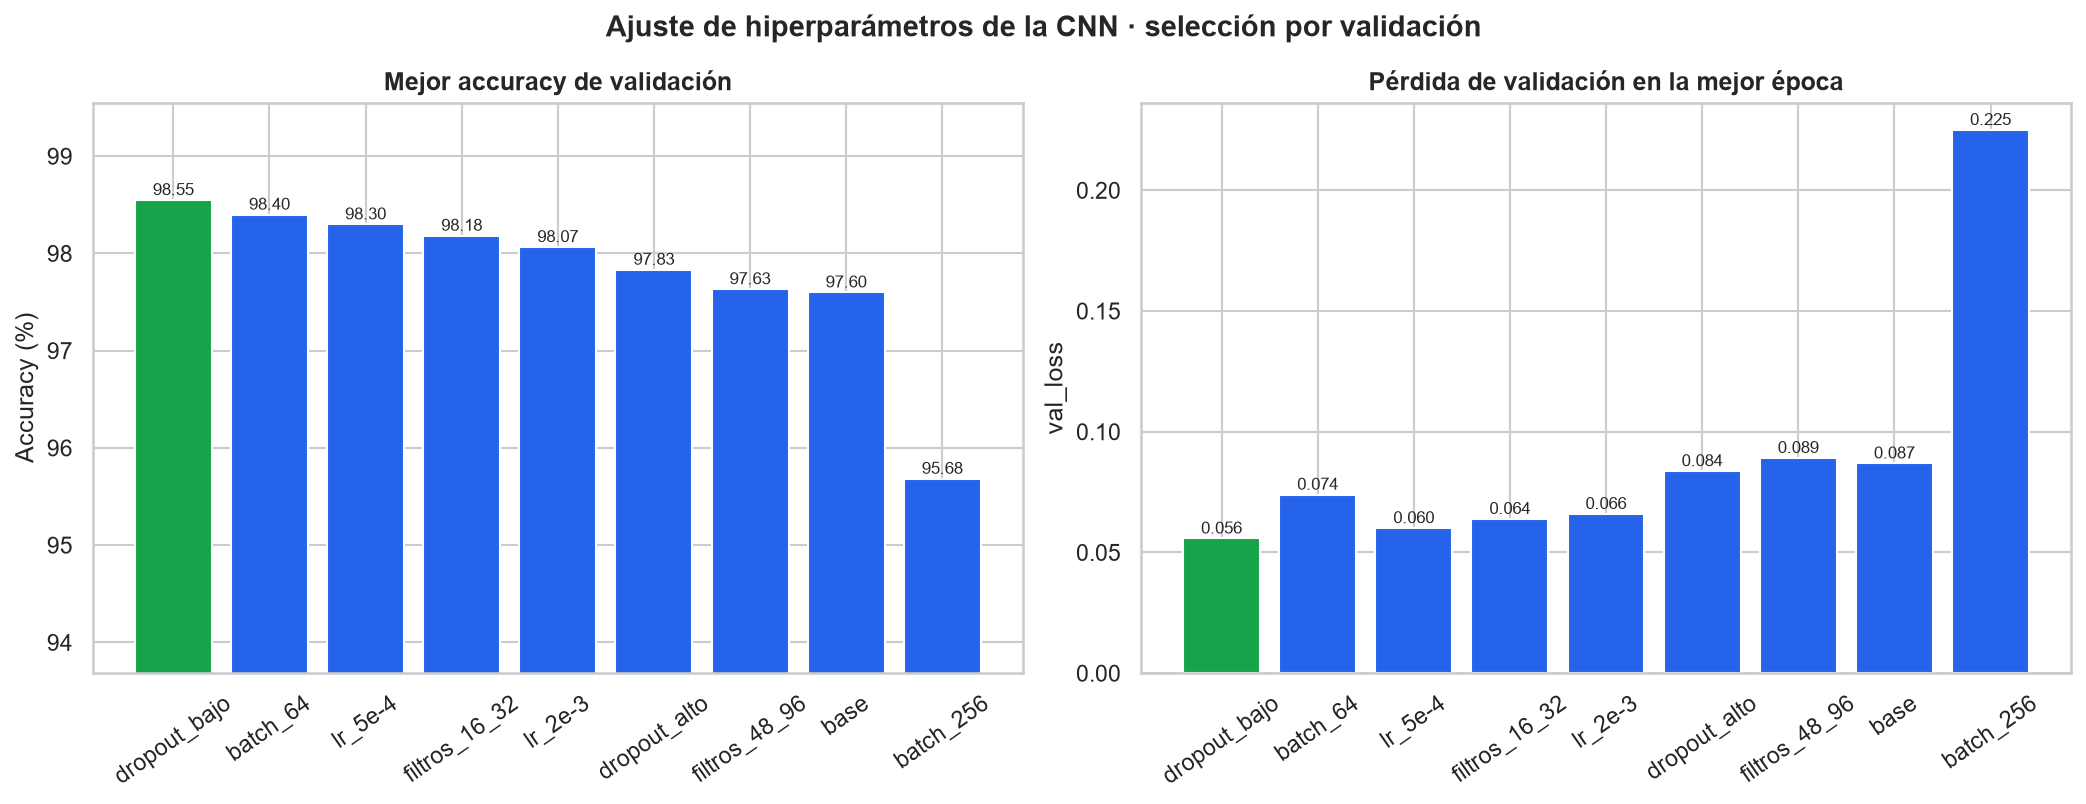 Ajuste de hiperparámetros de la CNN · selección por validación
Mejor accuracy de validación
Accuracy (%)
99
98
97
96
95
94
98.55
98.40
98.30
98.18
98.07
97.83
97.63
97.60
95.68
dropout_bajo
batch_64
lr_5e-4
filtros_16_32
lr_2e-3
dropout_alto
filtros_48_96
base
batch_256
Pérdida de validación en la mejor época
val_loss
0.20
0.15
0.10
0.05
0.00
0.056
0.074
0.060
0.064
0.066
0.084
0.089
0.087
0.225
dropout_bajo
batch_64
lr_5e-4
filtros_16_32
lr_2e-3
dropout_alto
filtros_48_96
base
batch_256